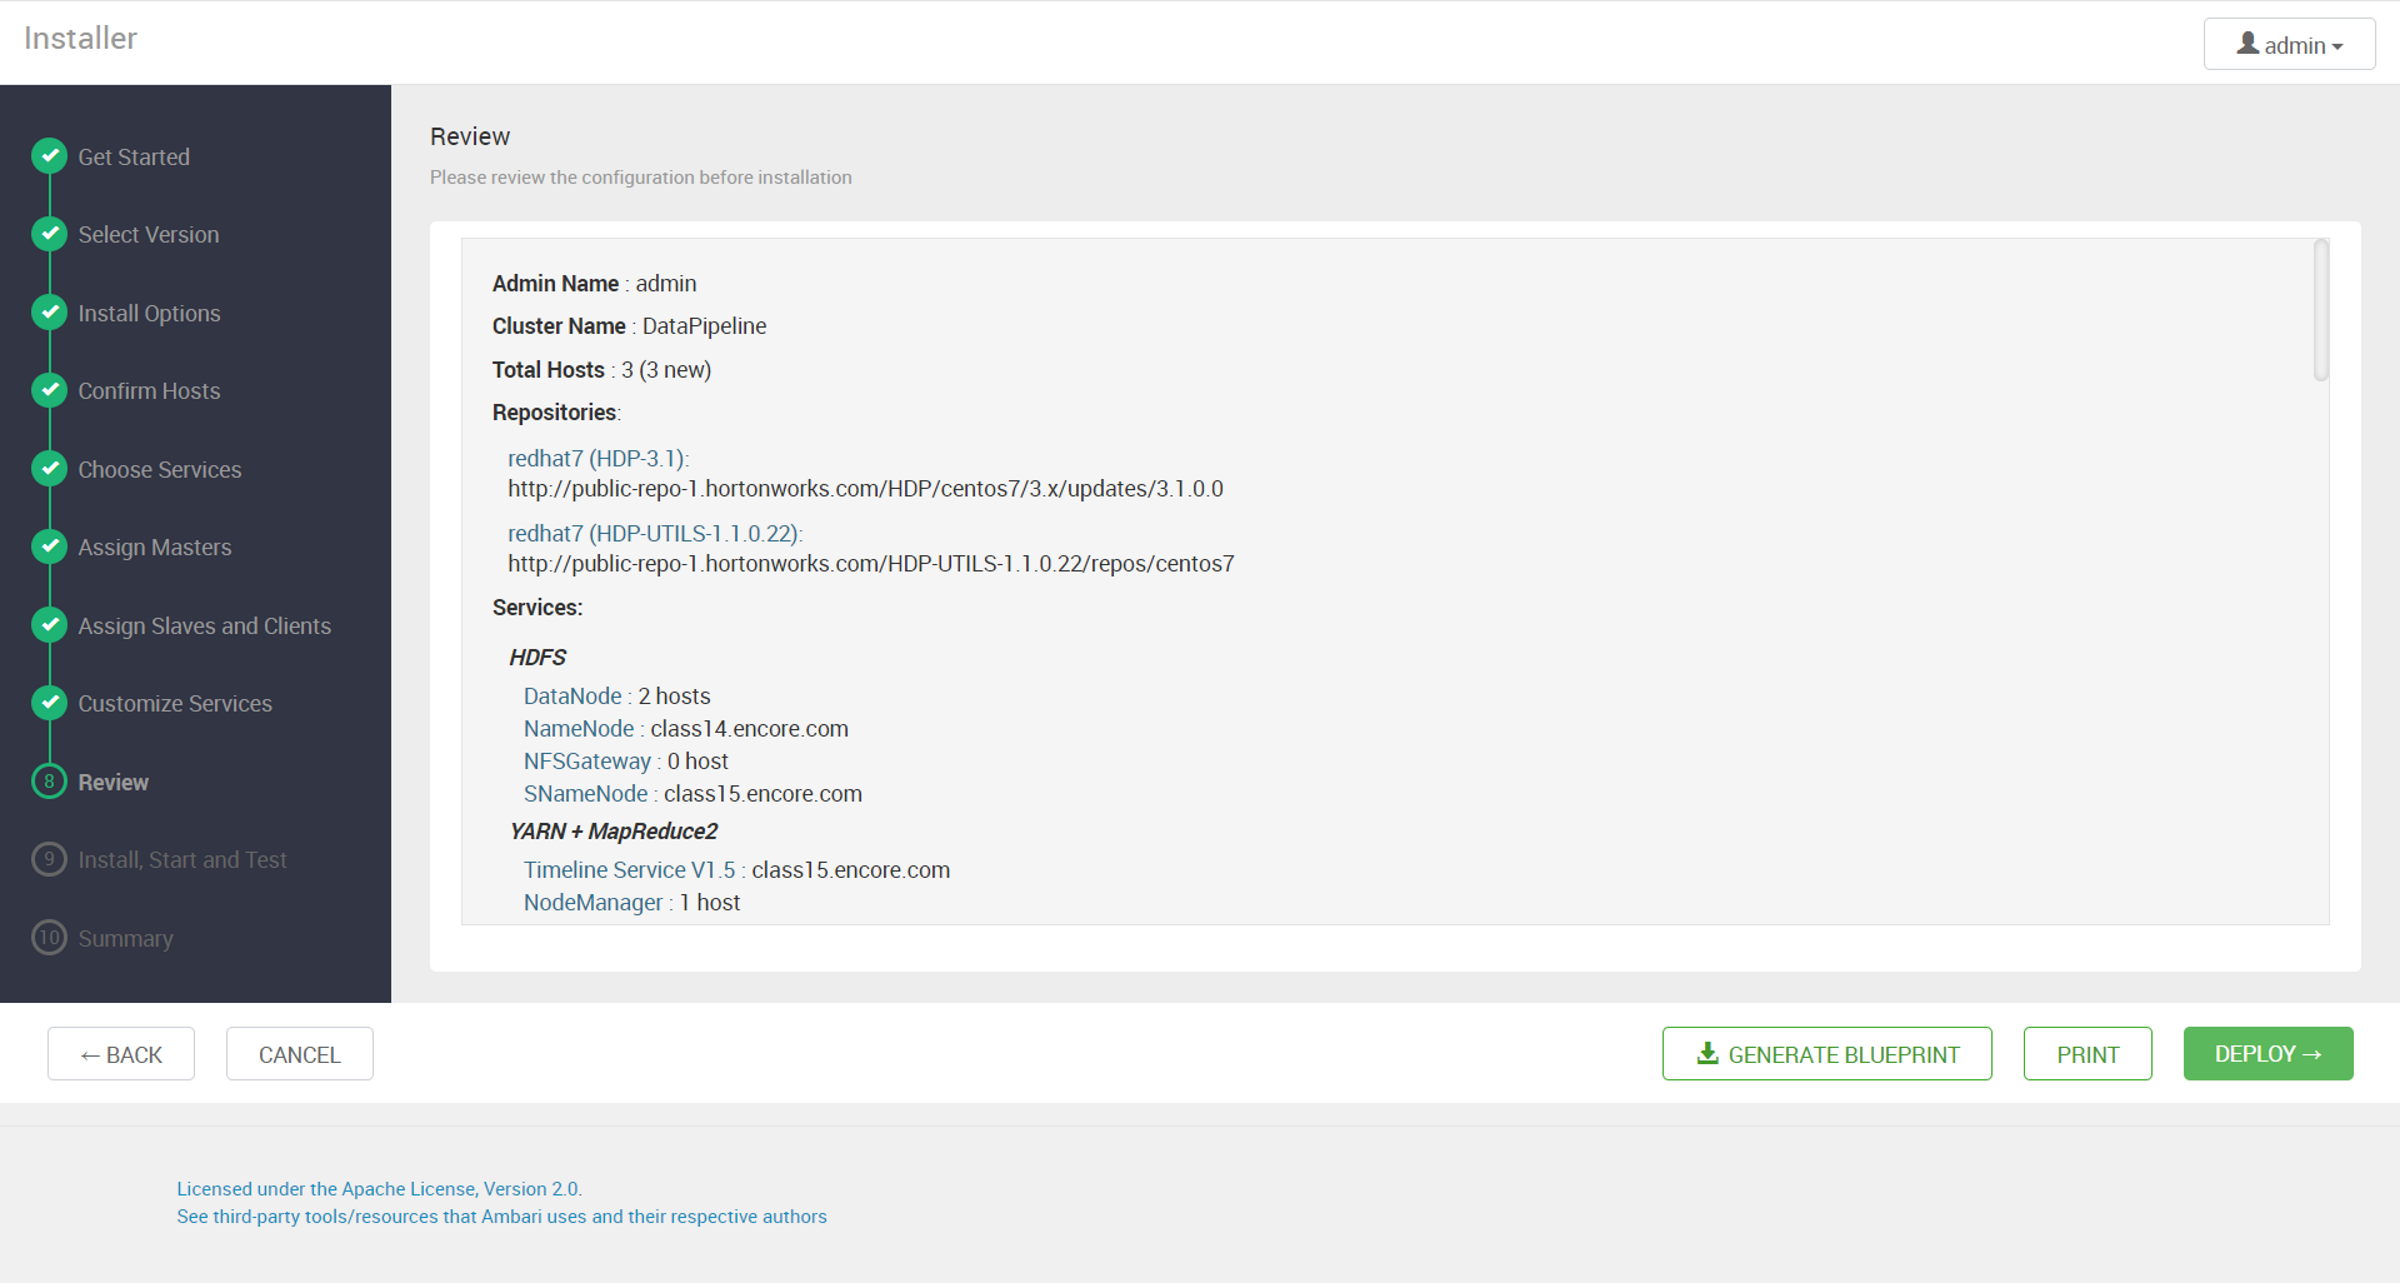 Installer
admin
Get Started
Select Version
Install Options
Confirm Hosts
Choose Services
Assign Masters
Assign Slaves and Clients
Customize Services
8 Review
9 Install, Start and Test
10 Summary
Review
Please review the configuration before installation
Admin Name : admin
Cluster Name : DataPipeline
Total Hosts : 3 (3 new)
Repositories:
redhat7 (HDP-3.1):
http://public-repo-1.hortonworks.com/HDP/centos7/3.x/updates/3.1.0.0
redhat7 (HDP-UTILS-1.1.0.22):
http://public-repo-1.hortonworks.com/HDP-UTILS-1.1.0.22/repos/centos7
Services:
HDFS
DataNode : 2 hosts
NameNode : class14.encore.com
NFSGateway : 0 host
SNameNode : class15.encore.com
YARN + MapReduce2
Timeline Service V1.5 : class15.encore.com
NodeManager : 1 host
← BACK
CANCEL
GENERATE BLUEPRINT
PRINT
DEPLOY →
Licensed under the Apache License, Version 2.0.
See third-party tools/resources that Ambari uses and their respective authors